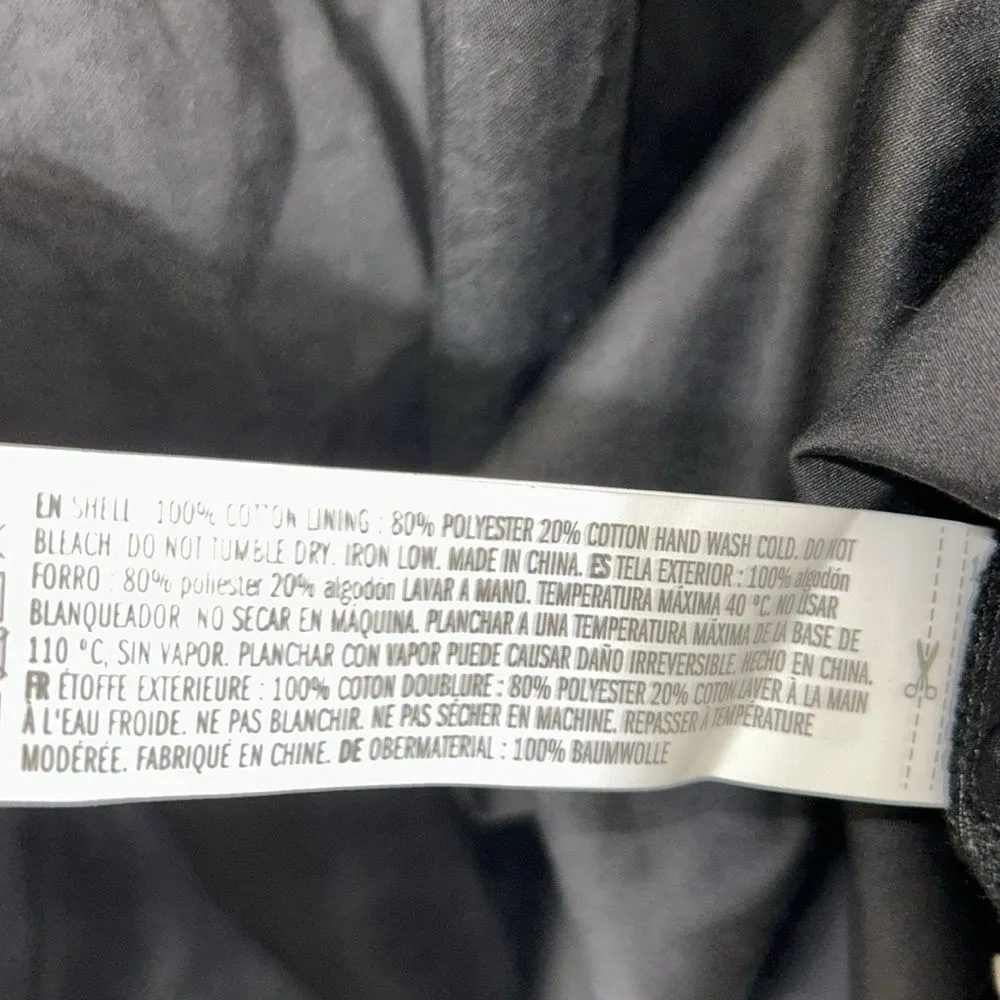 EN SHELL 100% COTTON LINING : 80% POLYESTER 20% COTTON HAND WASH COLD. DO NOT
BLEACH. DO NOT TUMBLE DRY. IRON LOW. MADE IN CHINA. ES TELA EXTERIOR : 100% algodón
FORRO : 80% poliester 20% algodón LAVAR A MANO. TEMPERATURA MÁXIMA 40 ºC. NO USAR
BLANQUEADOR. NO SECAR EN MÁQUINA. PLANCHAR A UNA TEMPERATURA MÁXIMA DE LA BASE DE
110 ºC, SIN VAPOR. PLANCHAR CON VAPOR PUEDE CAUSAR DAÑO IRREVERSIBLE. HECHO EN CHINA.
FR ÉTOFFE EXTÉRIEURE : 100% COTON DOUBLURE : 80% POLYESTER 20% COTON LAVER À LA MAIN
À L'EAU FROIDE. NE PAS BLANCHIR. NE PAS SÉCHER EN MACHINE. REPASSER À TEMPÉRATURE
MODÉRÉE. FABRIQUÉ EN CHINE. DE OBERMATERIAL : 100% BAUMWOLLE